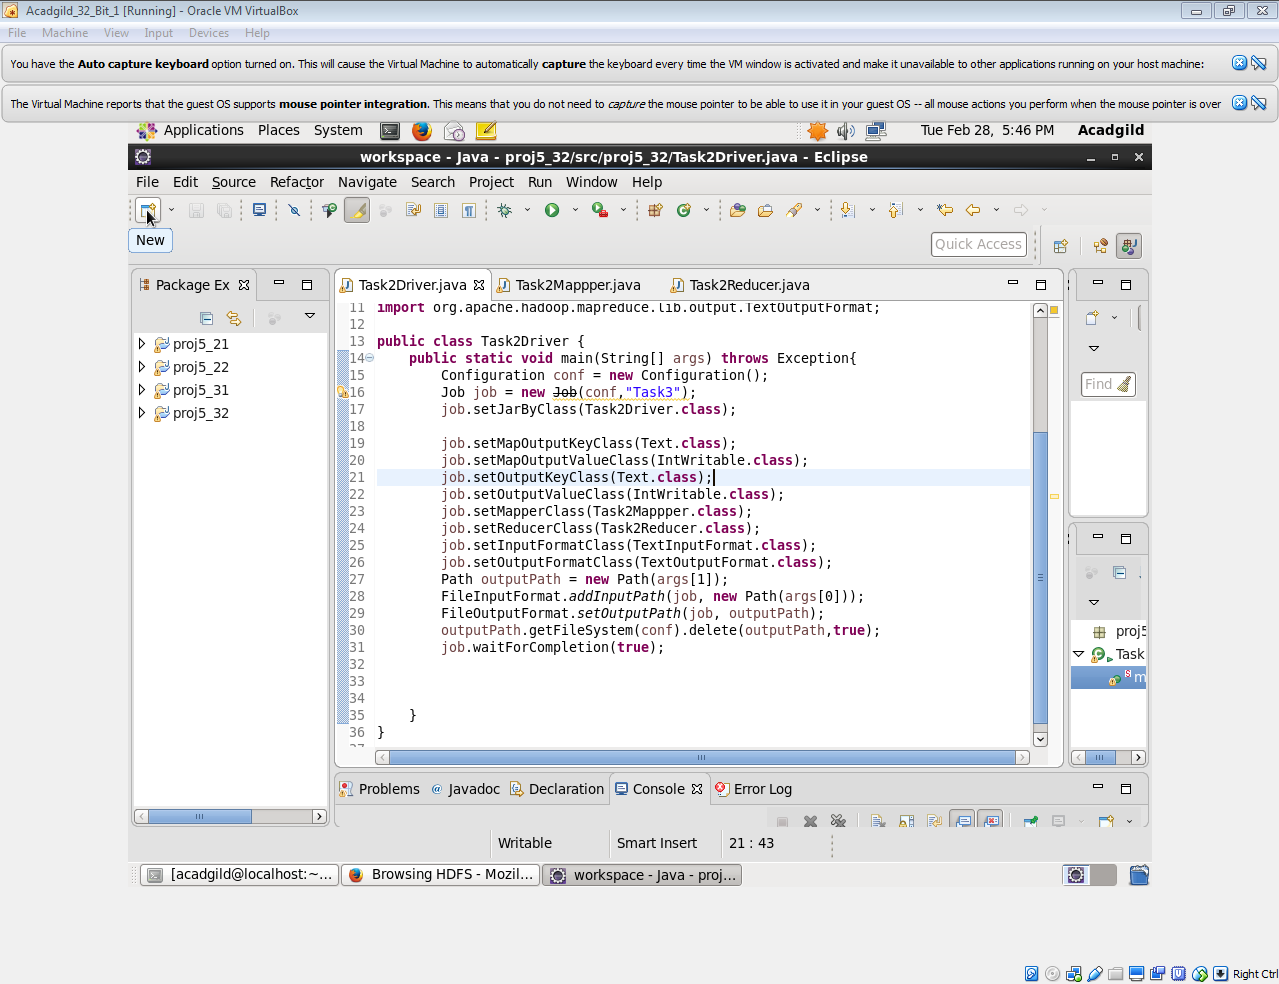 Acadgild_32_Bit_1 [Running] - Oracle VM VirtualBox
File Machine View Input Devices Help
You have the Auto capture keyboard option turned on. This will cause the Virtual Machine to automatically capture the keyboard every time the VM window is activated and make it unavailable to other applications running on your host machine:
The Virtual Machine reports that the guest OS supports mouse pointer integration. This means that you do not need to capture the mouse pointer to be able to use it in your guest OS -- all mouse actions you perform when the mouse pointer is over
Applications Places System Tue Feb 28, 5:46 PM Acadgild
workspace - Java - proj5_32/src/proj5_32/Task2Driver.java - Eclipse
File Edit Source Refactor Navigate Search Project Run Window Help
New
Quick Access
Package Ex
Task2Driver.java Task2Mappper.java Task2Reducer.java
proj5_21
proj5_22
proj5_31
proj5_32
11 import org.apache.hadoop.mapreduce.lib.output.TextOutputFormat;
12
13 public class Task2Driver {
14 public static void main(String[] args) throws Exception{
15 Configuration conf = new Configuration();
16 Job job = new Job(conf,"Task3");
17 job.setJarByClass(Task2Driver.class);
18
19 job.setMapOutputKeyClass(Text.class);
20 job.setMapOutputValueClass(IntWritable.class);
21 job.setOutputKeyClass(Text.class);
22 job.setOutputValueClass(IntWritable.class);
23 job.setMapperClass(Task2Mappper.class);
24 job.setReducerClass(Task2Reducer.class);
25 job.setInputFormatClass(TextInputFormat.class);
26 job.setOutputFormatClass(TextOutputFormat.class);
27 Path outputPath = new Path(args[1]);
28 FileInputFormat.addInputPath(job, new Path(args[0]));
29 FileOutputFormat.setOutputPath(job, outputPath);
30 outputPath.getFileSystem(conf).delete(outputPath,true);
31 job.waitForCompletion(true);
32
33
34
35 }
36 }
Find
proj5
Task
m
Problems @ Javadoc Declaration Console Error Log
Writable Smart Insert 21 : 43
[acadgild@localhost:~... Browsing HDFS - Mozil... workspace - Java - proj...
Right Ctrl